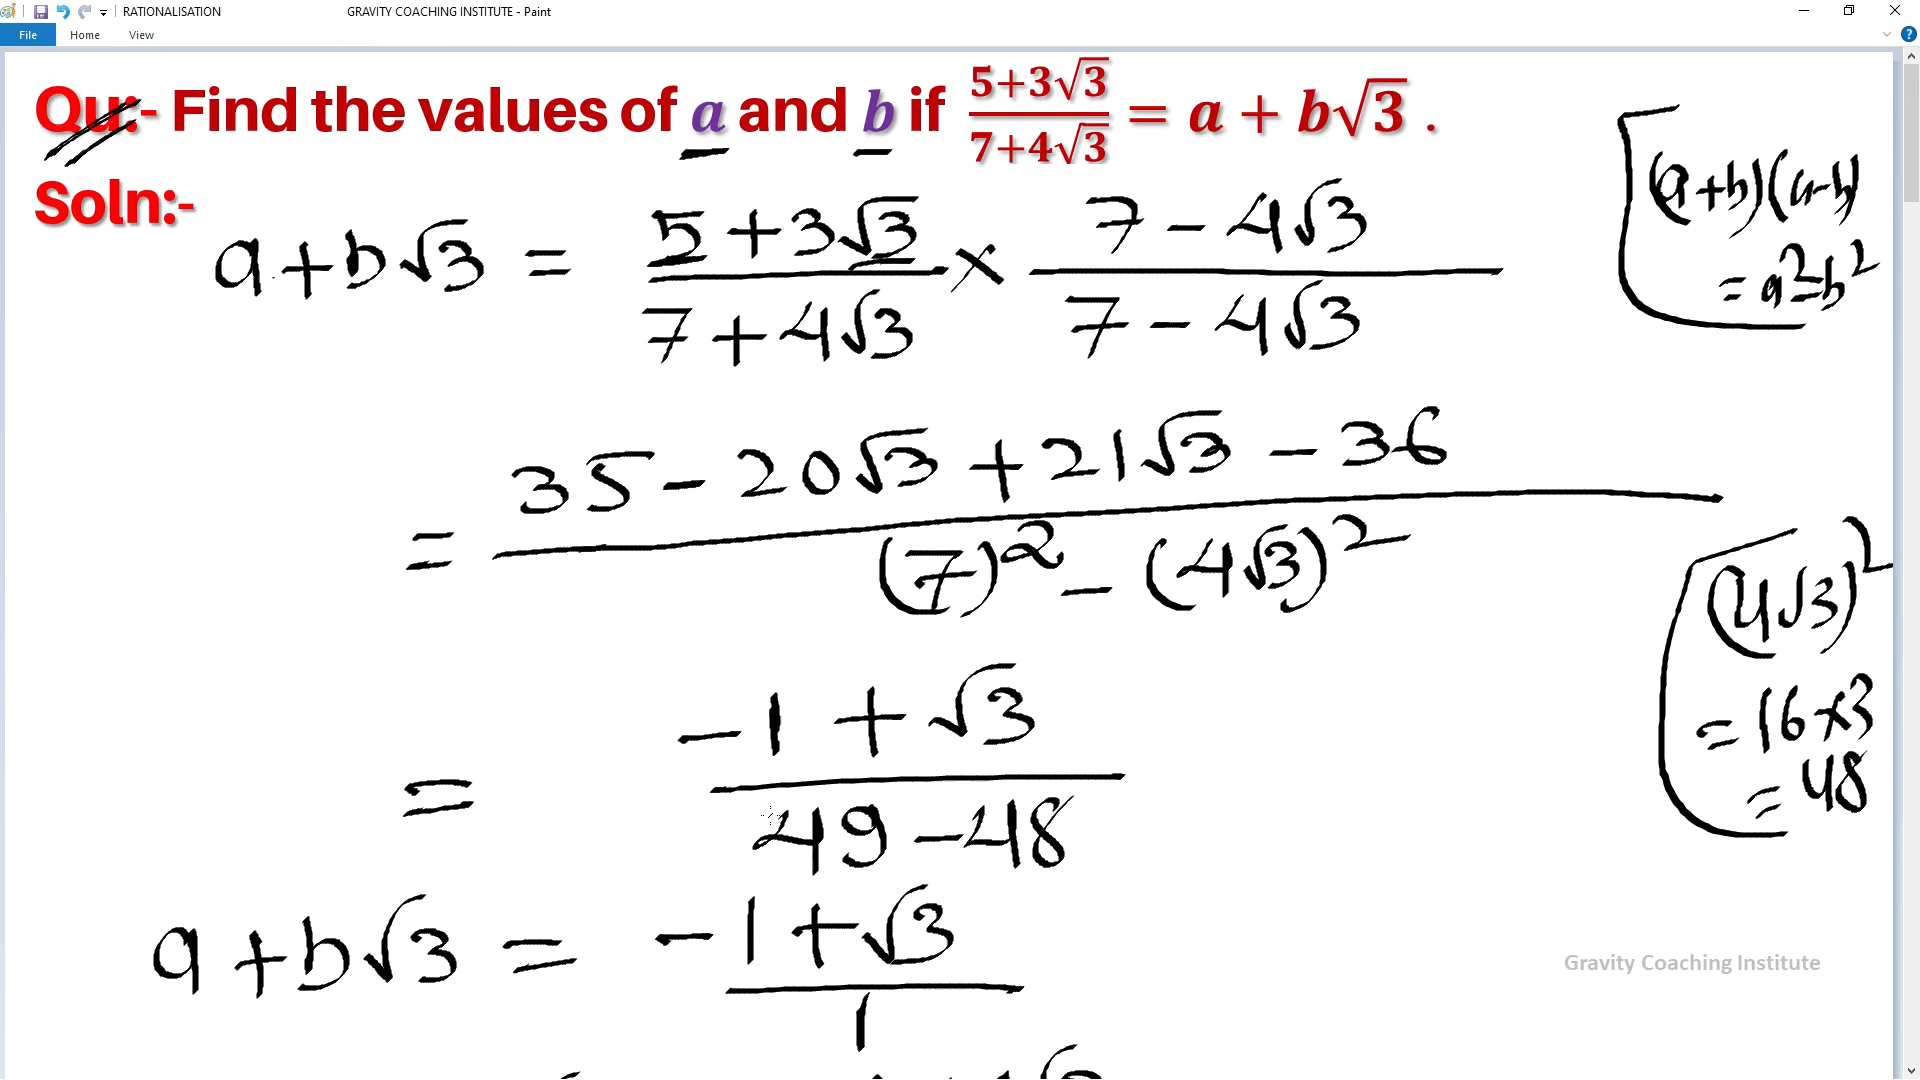 RATIONALISATION GRAVITY COACHING INSTITUTE - Paint
File Home View
Qu:- Find the values of a and b if (5+3√3)/(7+4√3) = a + b√3 .
Soln:-
a+b√3 = (5+3√3)/(7+4√3) × (7-4√3)/(7-4√3)
(a+b)(a-b)
= a²-b²
= (35-20√3+21√3-36)/((7)²-(4√3)²)
(4√3)²
= 16×3
= 48
= (-1+√3)/(49-48)
a+b√3 = (-1+√3)/1
Gravity Coaching Institute